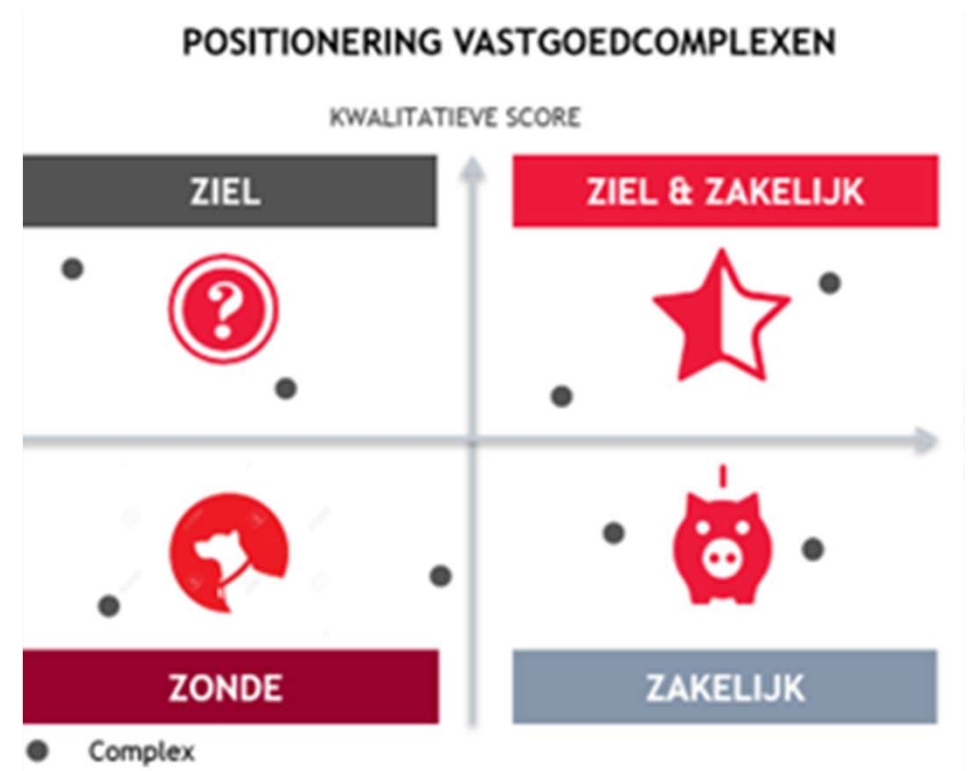 POSITIONERING VASTGOEDCOMPLEXEN
KWALITATIEVE SCORE
ZIEL
ZIEL & ZAKELIJK
?
ZONDE
ZAKELIJK
Complex